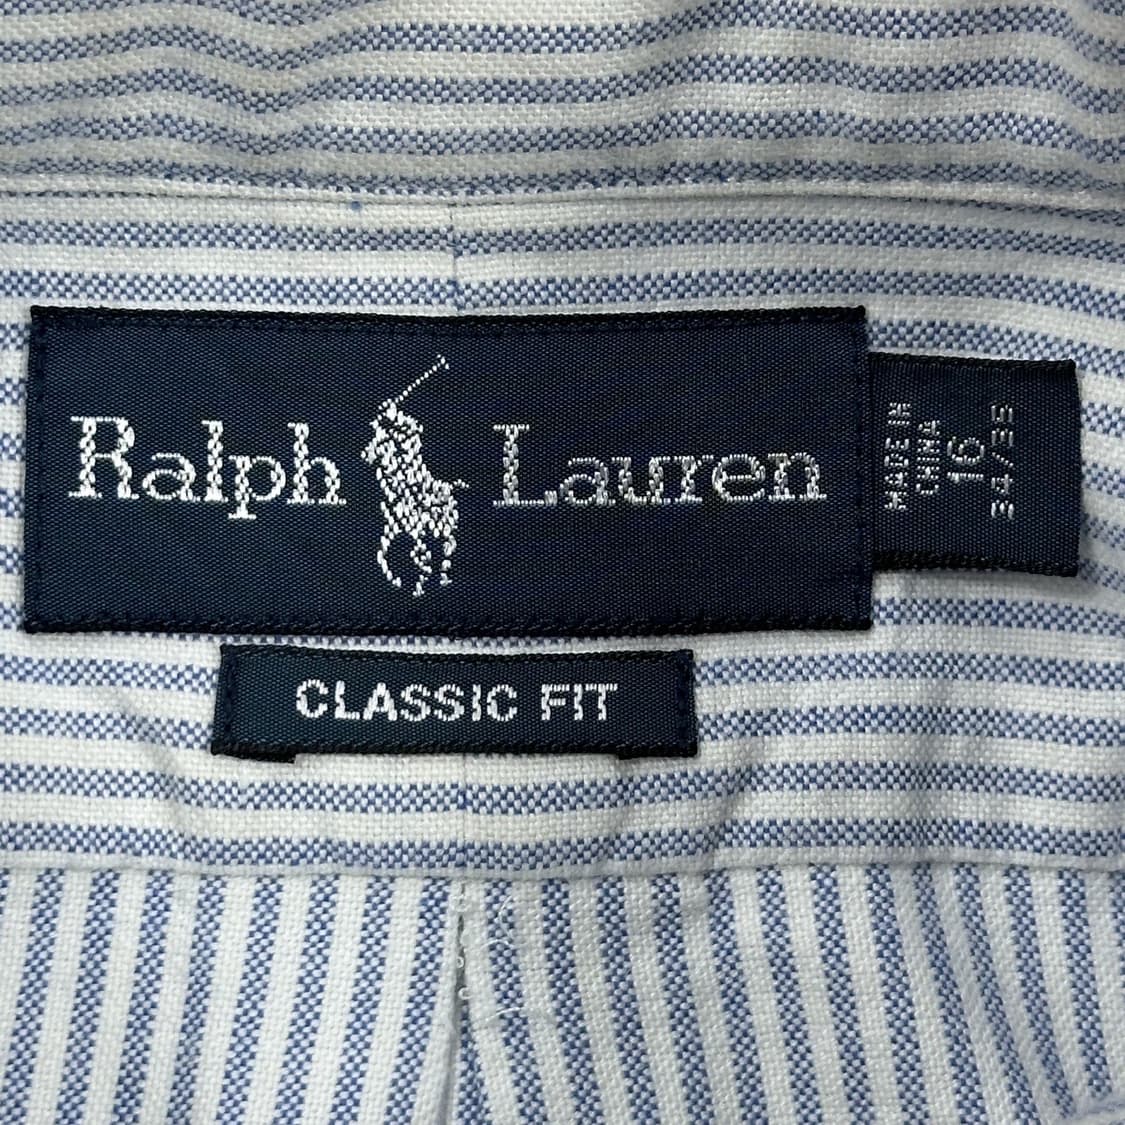 Ralph Lauren
MADE IN
CHINA
16
34/35
CLASSIC FIT